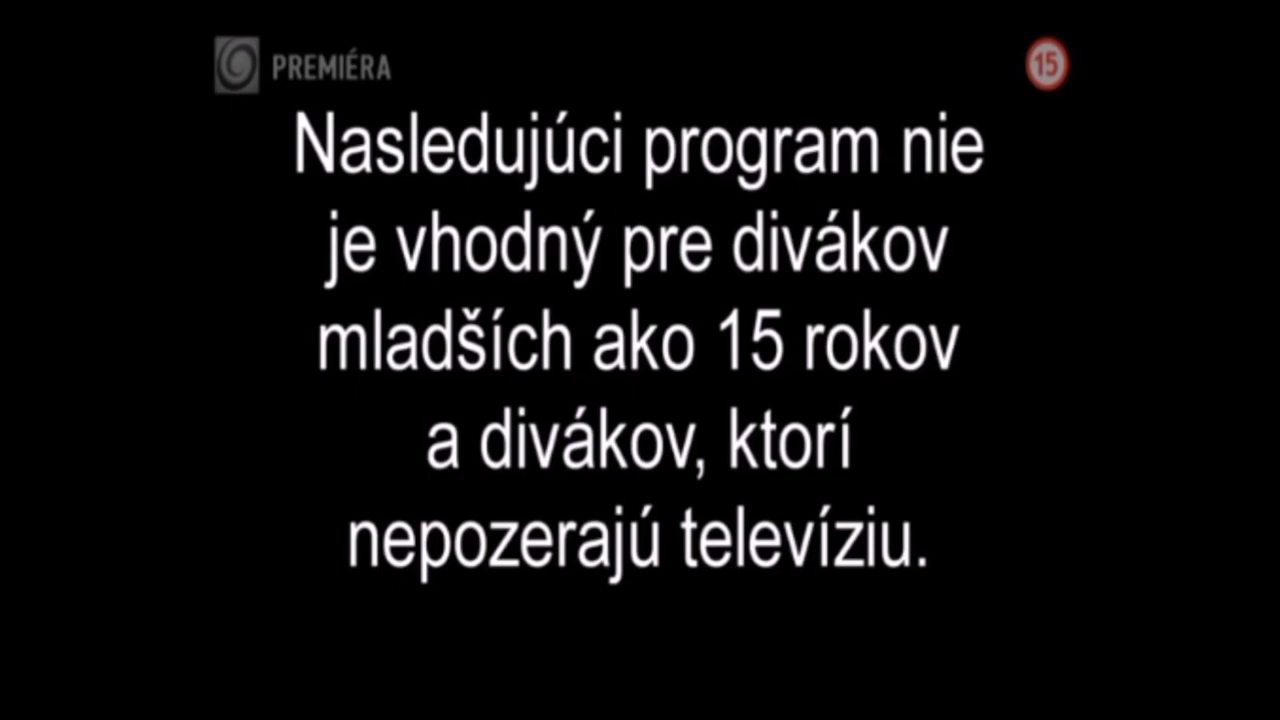 PREMIÉRA
15
Nasledujúci program nie
je vhodný pre divákov
mladších ako 15 rokov
a divákov, ktorí
nepozerajú televíziu.